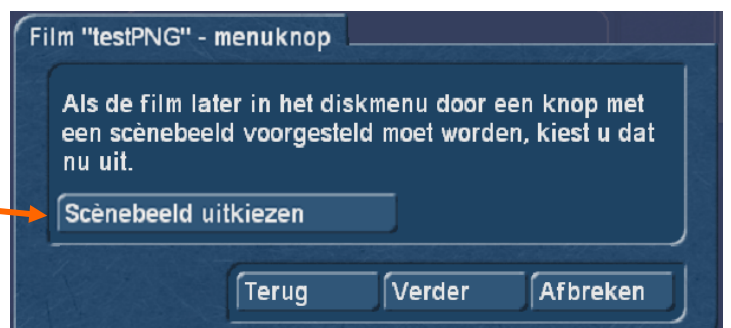 Film "testPNG" - menuknop
Als de film later in het diskmenu door een knop met
een scènebeeld voorgesteld moet worden, kiest u dat
nu uit.
Scènebeeld uitkiezen
Terug Verder Afbreken